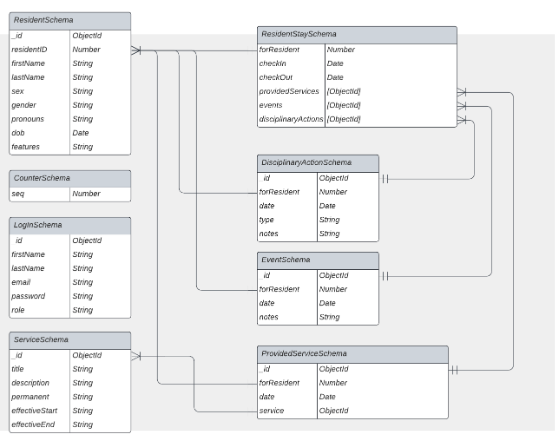 ResidentSchema
_id ObjectId
residentID Number
firstName String
lastName String
sex String
gender String
pronouns String
dob Date
features String
CounterSchema
seq Number
LoginSchema
_id ObjectId
firstName String
lastName String
email String
password String
role String
ServiceSchema
_id ObjectId
title String
description String
permanent String
effectiveStart String
effectiveEnd String
ResidentStaySchema
forResident Number
checkIn Date
checkOut Date
providedServices [ObjectId]
events [ObjectId]
disciplinaryActions [ObjectId]
DisciplinaryActionSchema
_id ObjectId
forResident Number
date Date
type String
notes String
EventSchema
_id ObjectId
forResident Number
date Date
notes String
ProvidedServiceSchema
_id ObjectId
forResident Number
date Date
service ObjectId